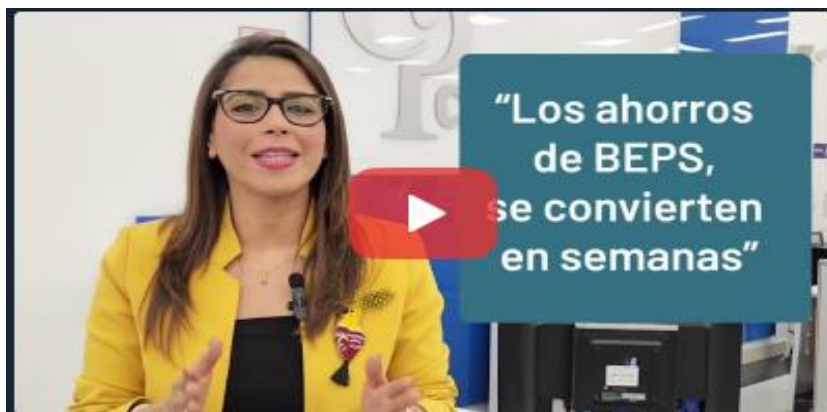 “Los ahorros
de BEPS,
se convierten
en semanas”